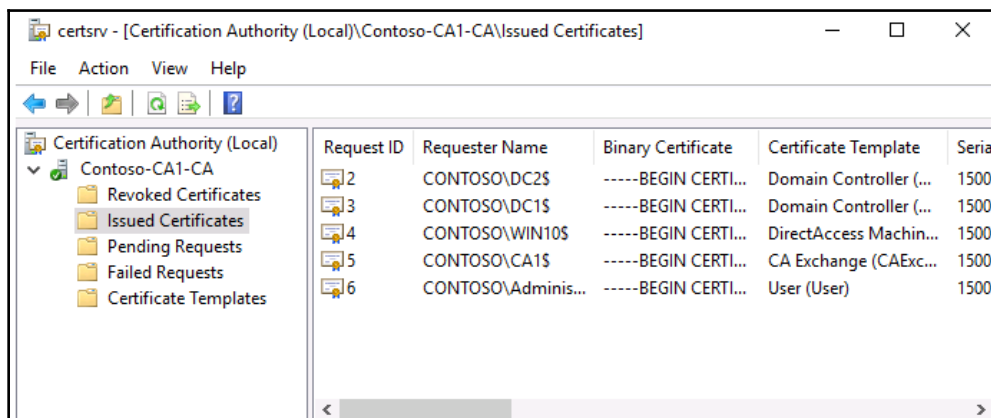 certsrv - [Certification Authority (Local)\Contoso-CA1-CA\Issued Certificates]
File Action View Help
Certification Authority (Local)
Contoso-CA1-CA
Revoked Certificates
Issued Certificates
Pending Requests
Failed Requests
Certificate Templates
Request ID Requester Name Binary Certificate Certificate Template Seria
2 CONTOSO\DC2$ -----BEGIN CERTI... Domain Controller (... 1500
3 CONTOSO\DC1$ -----BEGIN CERTI... Domain Controller (... 1500
4 CONTOSO\WIN10$ -----BEGIN CERTI... DirectAccess Machin... 1500
5 CONTOSO\CA1$ -----BEGIN CERTI... CA Exchange (CAExc... 1500
6 CONTOSO\Adminis... -----BEGIN CERTI... User (User) 1500